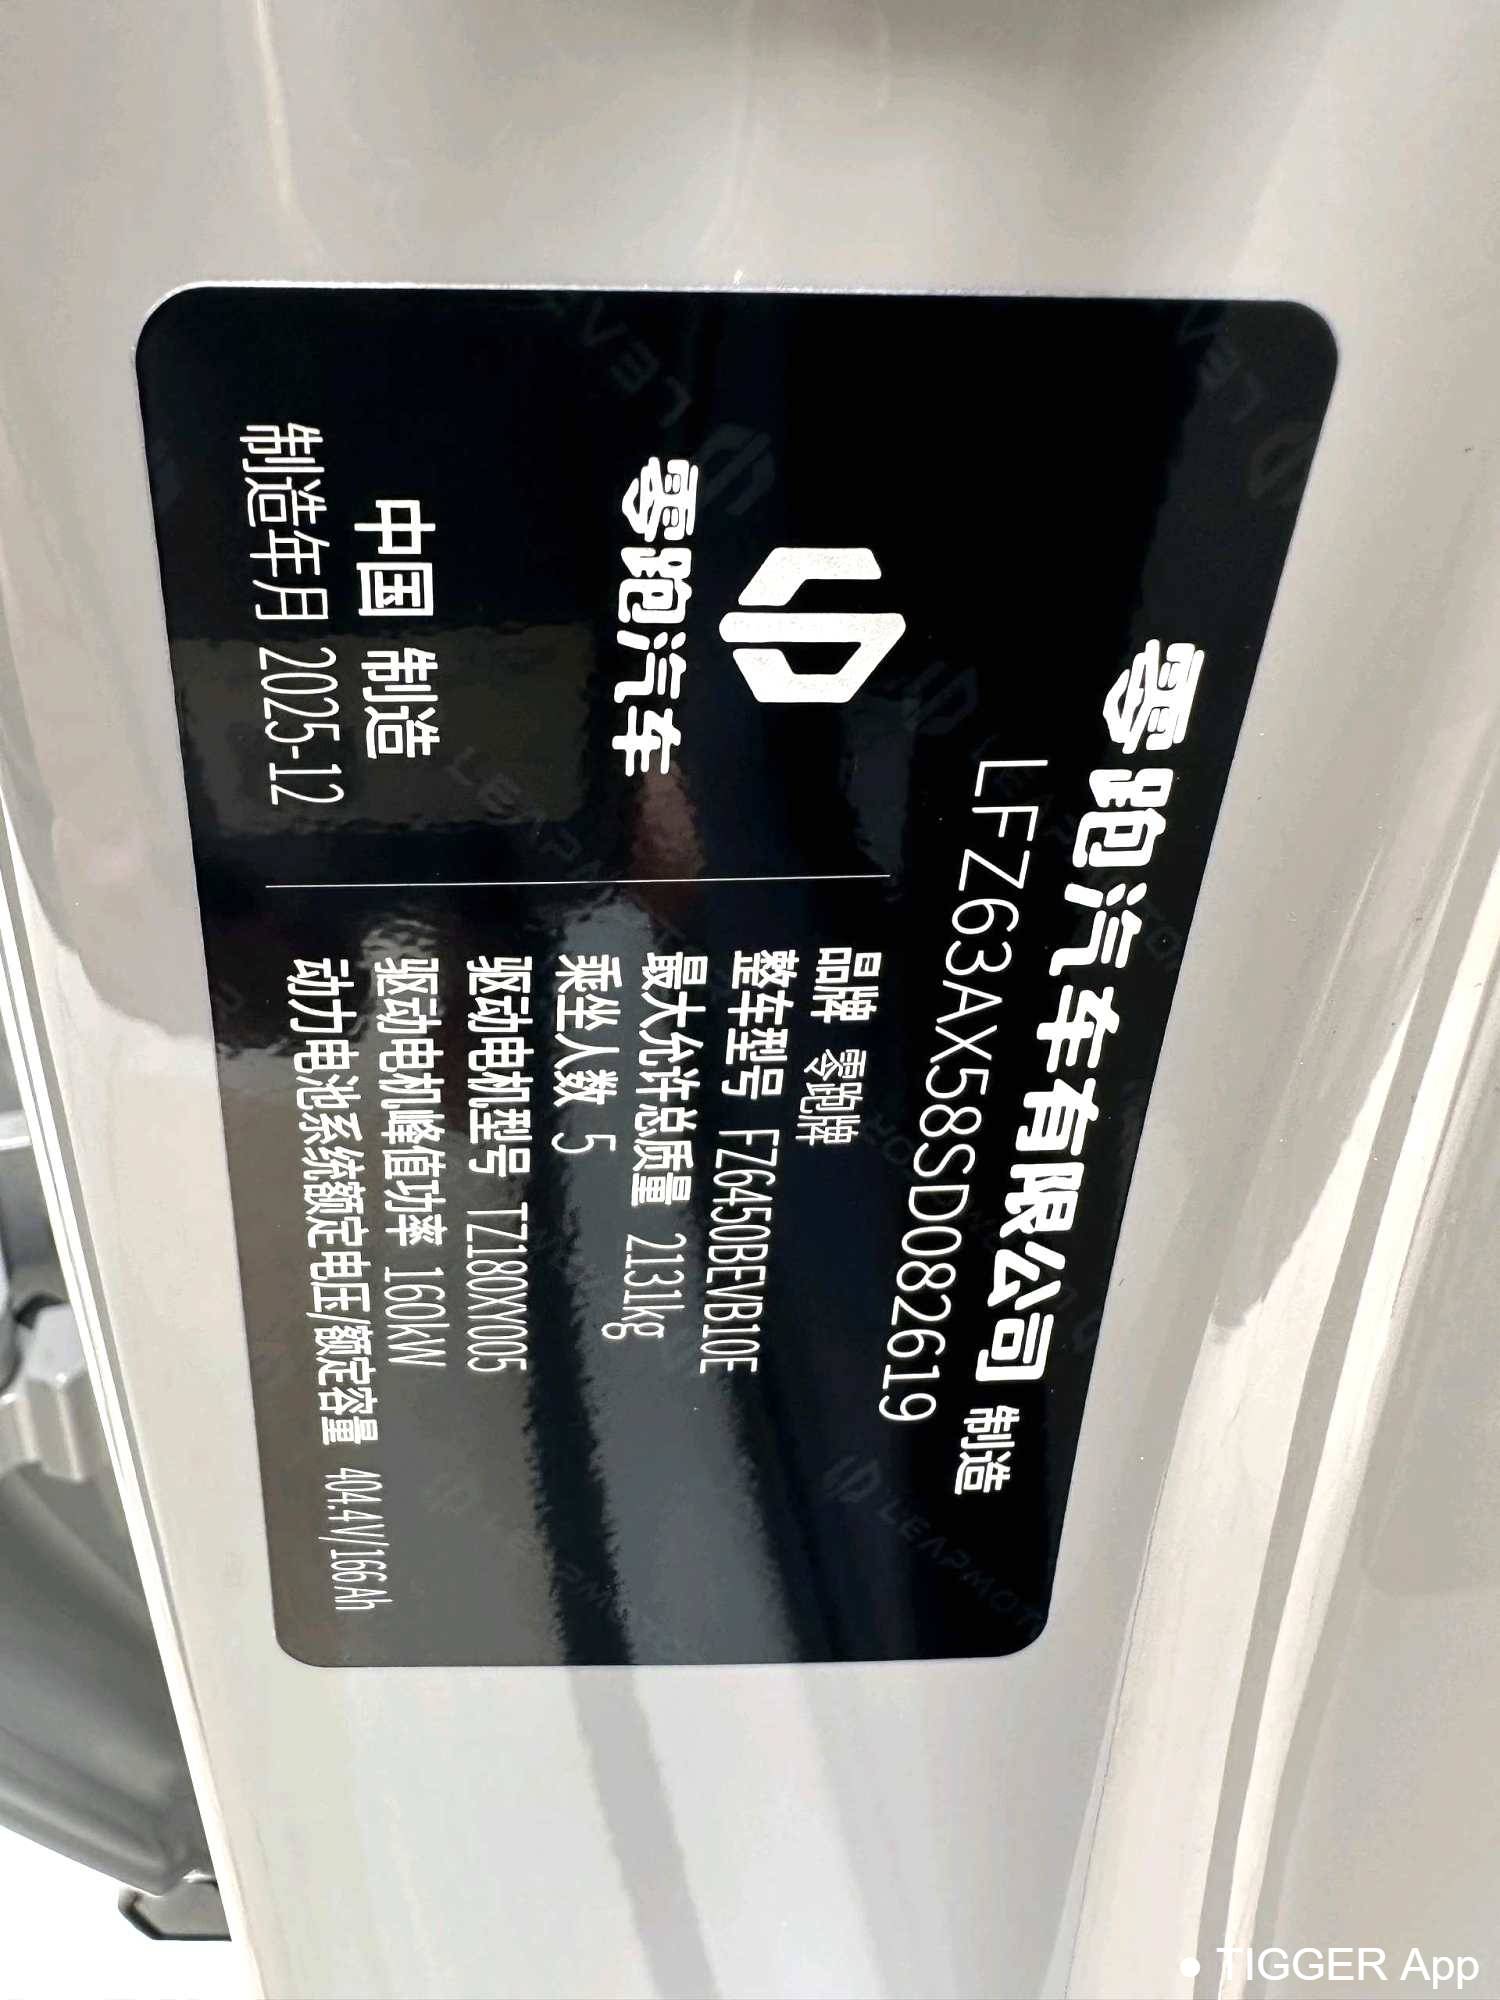 零跑汽车有限公司 制造
LFZ63AX58SD082619
零跑汽车
中国 制造
制造年月 2025-12
品牌 零跑牌
整车型号 FZ6450BEVB10E
最大允许总质量 2131kg
乘坐人数 5
驱动电机型号 TZ180XY005
驱动电机峰值功率 160kW
动力电池系统额定电压/额定容量 404.4V/166Ah
TIGGER App